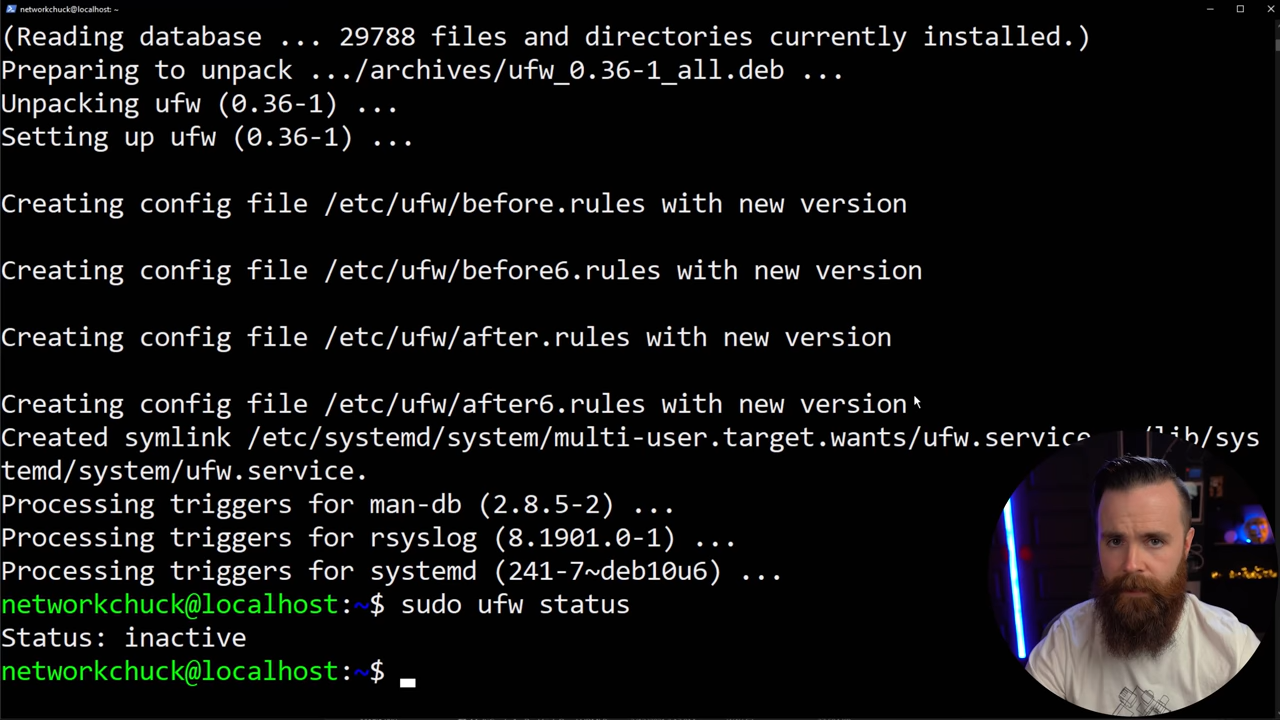 networkchuck@localhost: ~
(Reading database ... 29788 files and directories currently installed.)
Preparing to unpack .../archives/ufw_0.36-1_all.deb ...
Unpacking ufw (0.36-1) ...
Setting up ufw (0.36-1) ...
Creating config file /etc/ufw/before.rules with new version
Creating config file /etc/ufw/before6.rules with new version
Creating config file /etc/ufw/after.rules with new version
Creating config file /etc/ufw/after6.rules with new version
Created symlink /etc/systemd/system/multi-user.target.wants/ufw.service /lib/sys
temd/system/ufw.service.
Processing triggers for man-db (2.8.5-2) ...
Processing triggers for rsyslog (8.1901.0-1) ...
Processing triggers for systemd (241-7~deb10u6) ...
networkchuck@localhost:~$ sudo ufw status
Status: inactive
networkchuck@localhost:~$